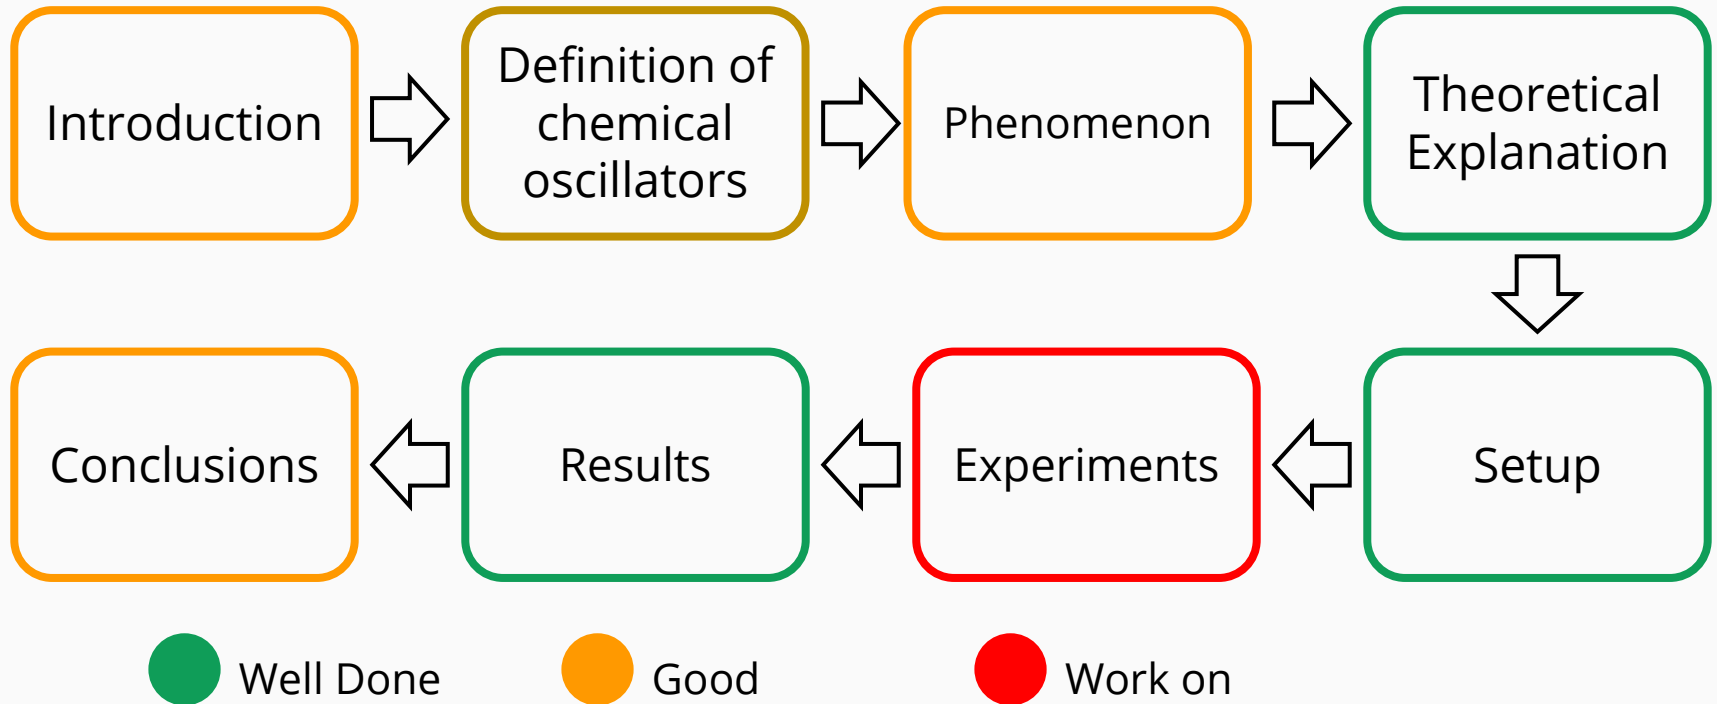 Introduction
Definition of
chemical
oscillators
Phenomenon
Theoretical
Explanation
Conclusions
Results
Experiments
Setup
Well Done
Good
Work on